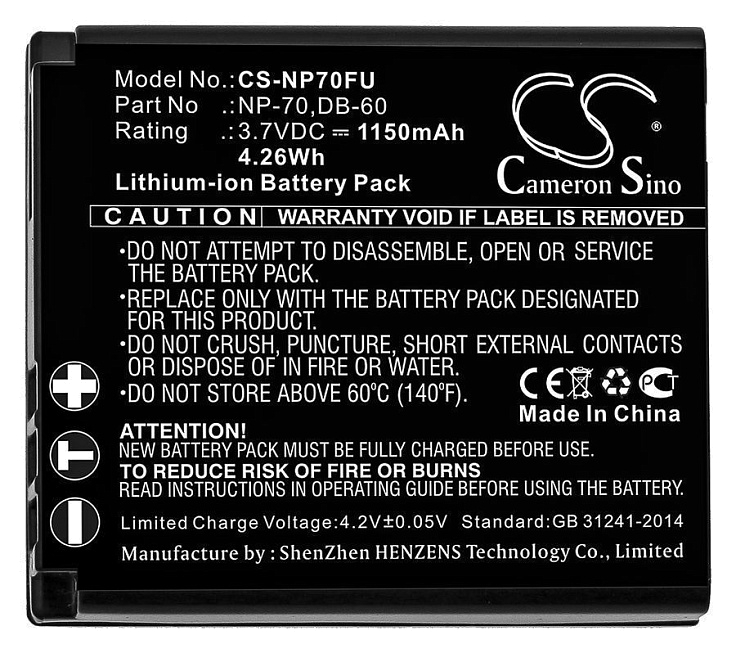 Model No.:CS-NP70FU
Part No .:NP-70,DB-60
Rating .:3.7VDC ⎓ 1150mAh
4.26Wh
Lithium-ion Battery Pack
Cameron Sino
®
CAUTION WARRANTY VOID IF LABEL IS REMOVED
•DO NOT ATTEMPT TO DISASSEMBLE, OPEN OR SERVICE
THE BATTERY PACK.
•REPLACE ONLY WITH THE BATTERY PACK DESIGNATED
FOR THIS PRODUCT.
•DO NOT CRUSH, PUNCTURE, SHORT EXTERNAL CONTACTS
OR DISPOSE OF IN FIRE OR WATER.
•DO NOT STORE ABOVE 60ºC (140ºF).
CE PCT
Made In China
+
T
-
ATTENTION!
NEW BATTERY PACK MUST BE FULLY CHARGED BEFORE USE.
TO REDUCE RISK OF FIRE OR BURNS
READ INSTRUCTIONS IN OPERATING GUIDE BEFORE USING THE BATTERY.
Limited Charge Voltage:4.2V±0.05V Standard:GB 31241-2014
Manufacture by : ShenZhen HENZENS Technology Co., Limited